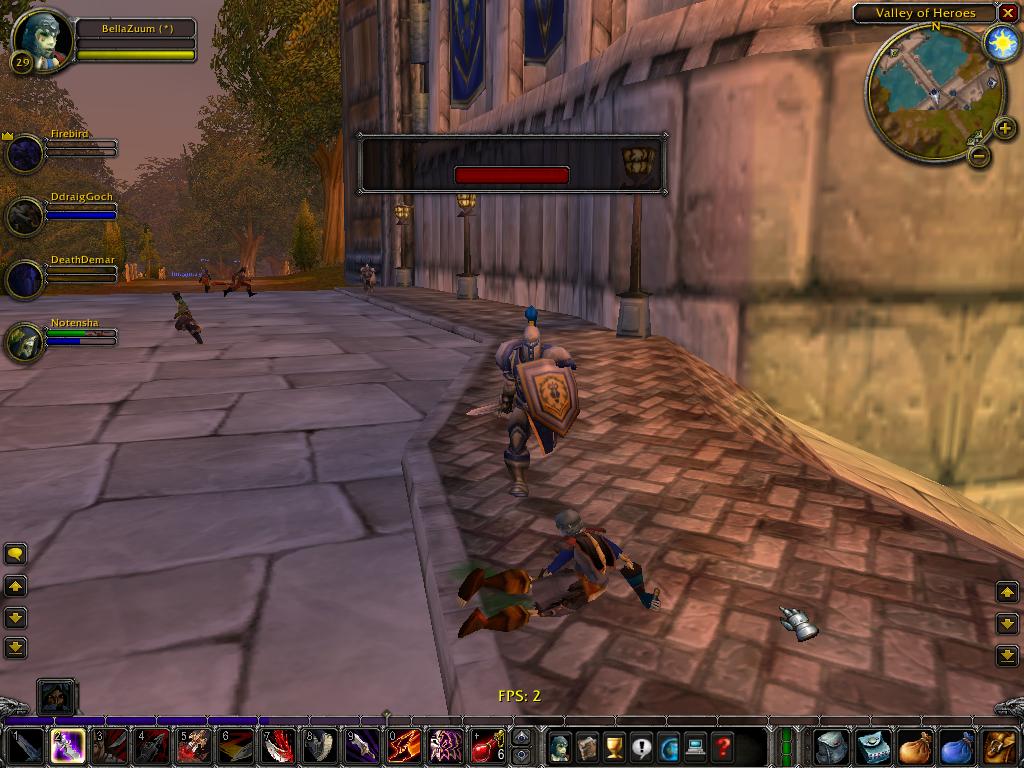 BellaZuum (*)
29
Valley of Heroes
N
Firebird
DdraigGoch
DeathDemar
Notensha
FPS: 2
1 2 3 4 5 6 7 8 9 0 - +
6